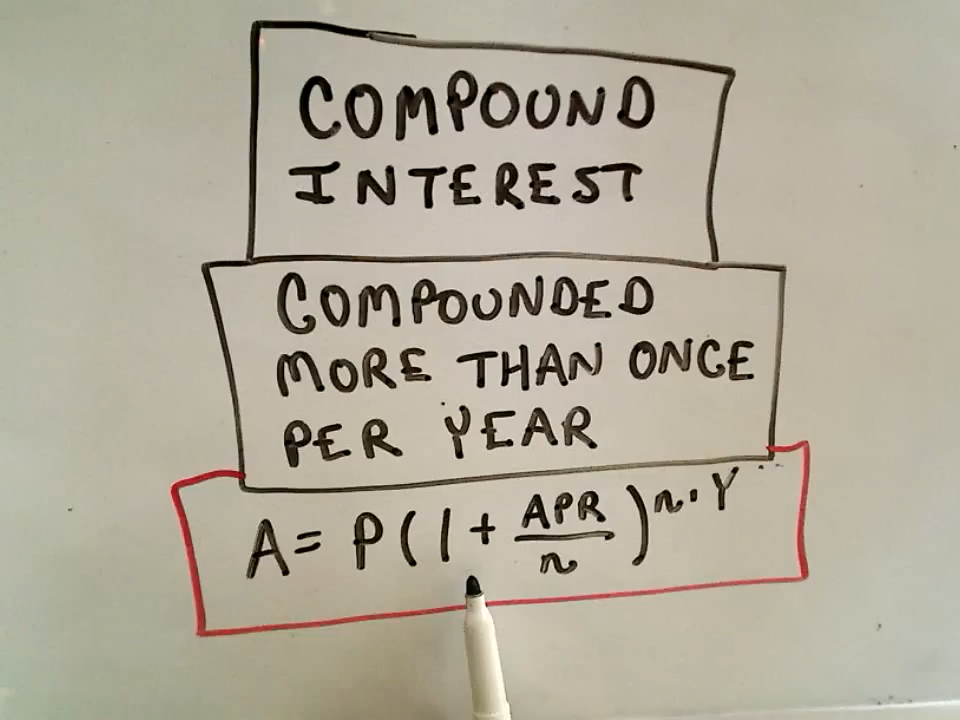 COMPOUND
INTEREST
COMPOUNDED
MORE THAN ONCE
PER YEAR
A = P(1 + APR/n)^n·Y